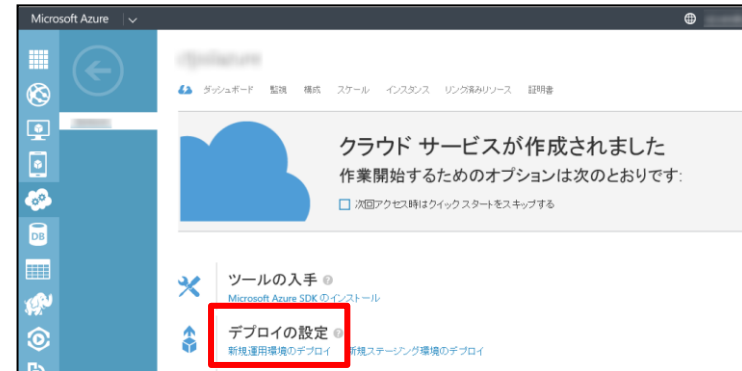 Microsoft Azure
ダッシュボード 監視 構成 スケール インスタンス リンク済みリソース 証明書
クラウド サービスが作成されました
作業開始するためのオプションは次のとおりです:
次回アクセス時はクイック スタートをスキップする
ツールの入手
Microsoft Azure SDK のインストール
DB
デプロイの設定
新規運用環境のデプロイ 新規ステージング環境のデプロイ